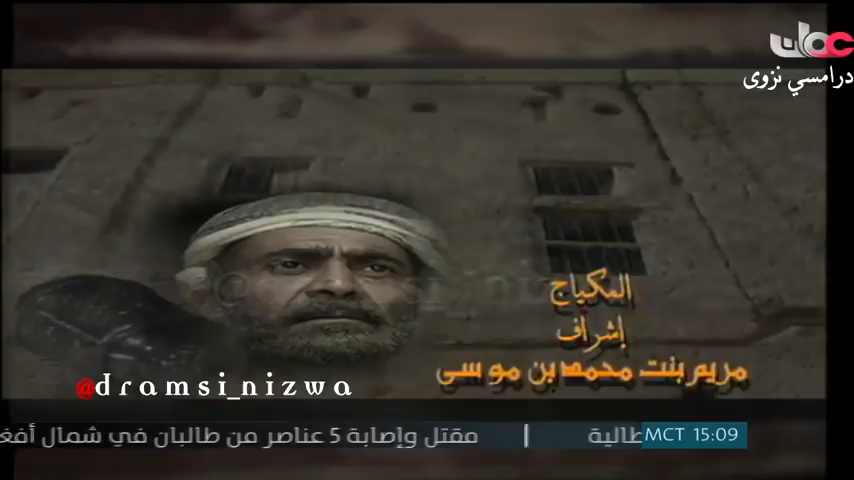 ubc
درامسي نزوى
المكياج
إشراف
مريم بنت محمد بن موسى
@dramsi_nizwa
MCT 15:09
طالية | مقتل وإصابة 5 عناصر من طالبان في شمال أفغ